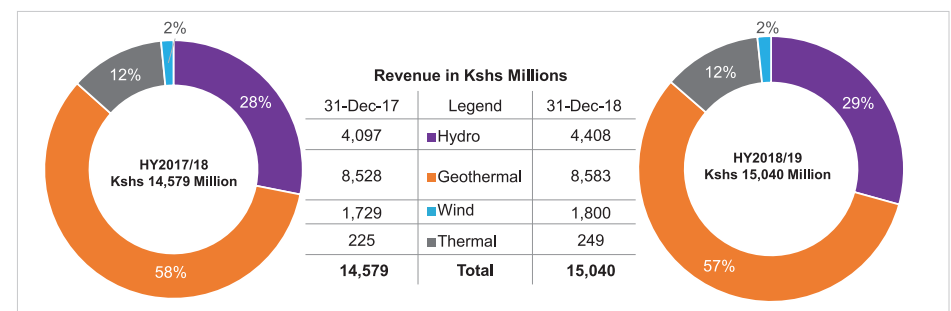 2%
12%
28%
HY2017/18
Kshs 14,579 Million
58%
Revenue in Kshs Millions
31-Dec-17 Legend 31-Dec-18
4,097 Hydro 4,408
8,528 Geothermal 8,583
1,729 Wind 1,800
225 Thermal 249
14,579 Total 15,040
2%
12%
29%
HY2018/19
Kshs 15,040 Million
57%